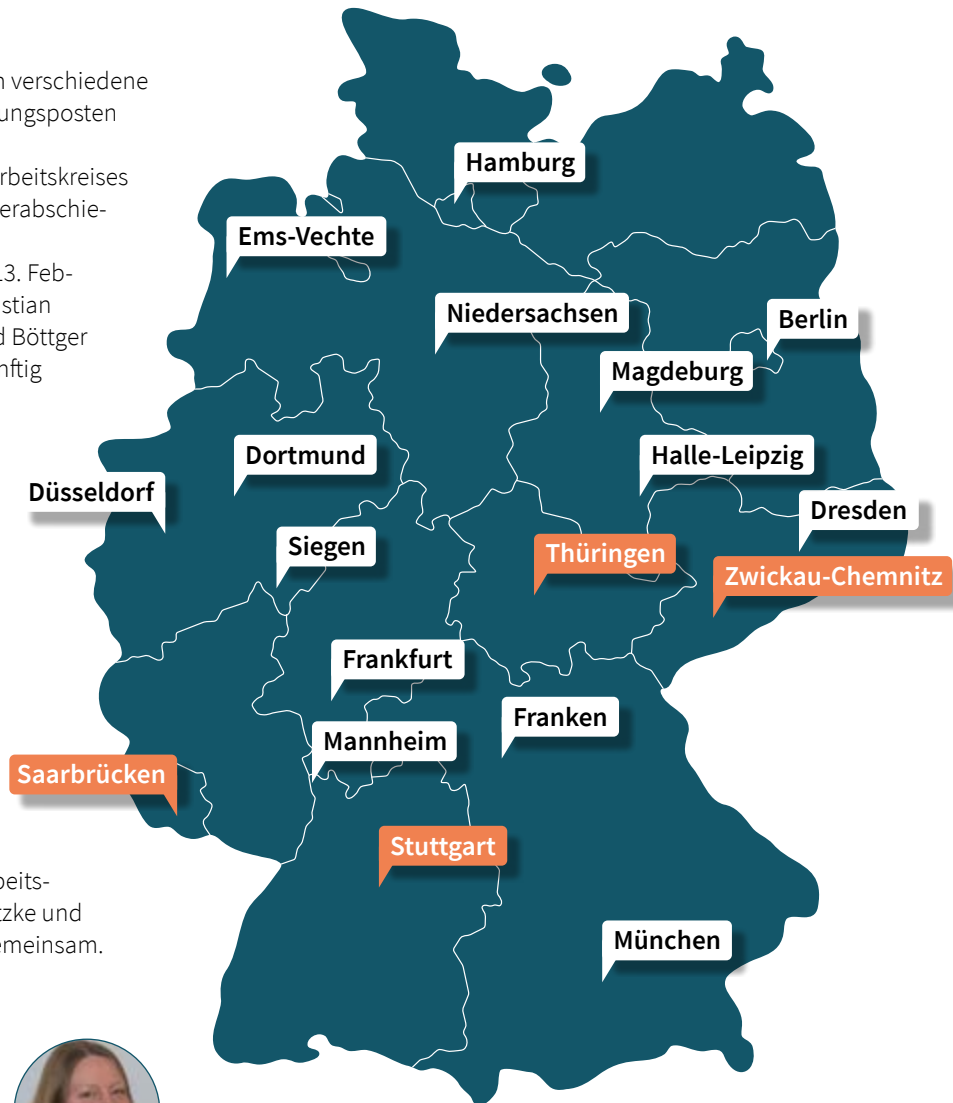 verschiedene
ungsposten
rbeitskreises
erabschie-
13. Feb-
stian
d Böttger
nftig
beits-
tzke und
emeinsam.
Hamburg
Ems-Vechte
Niedersachsen
Berlin
Magdeburg
Dortmund
Halle-Leipzig
Düsseldorf
Dresden
Siegen
Thüringen
Zwickau-Chemnitz
Frankfurt
Franken
Mannheim
Saarbrücken
Stuttgart
München